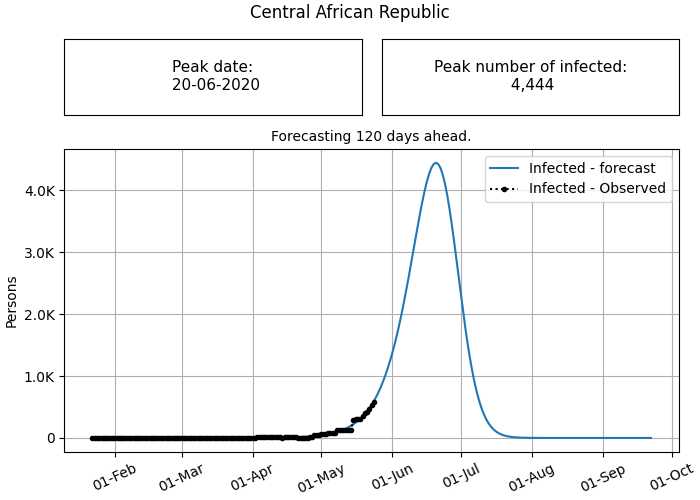 Central African Republic
Peak date:
20-06-2020
Peak number of infected:
4,444
Forecasting 120 days ahead.
Infected - forecast
Infected - Observed
4.0K
3.0K
2.0K
1.0K
0
Persons
01-Feb
01-Mar
01-Apr
01-May
01-Jun
01-Jul
01-Aug
01-Sep
01-Oct